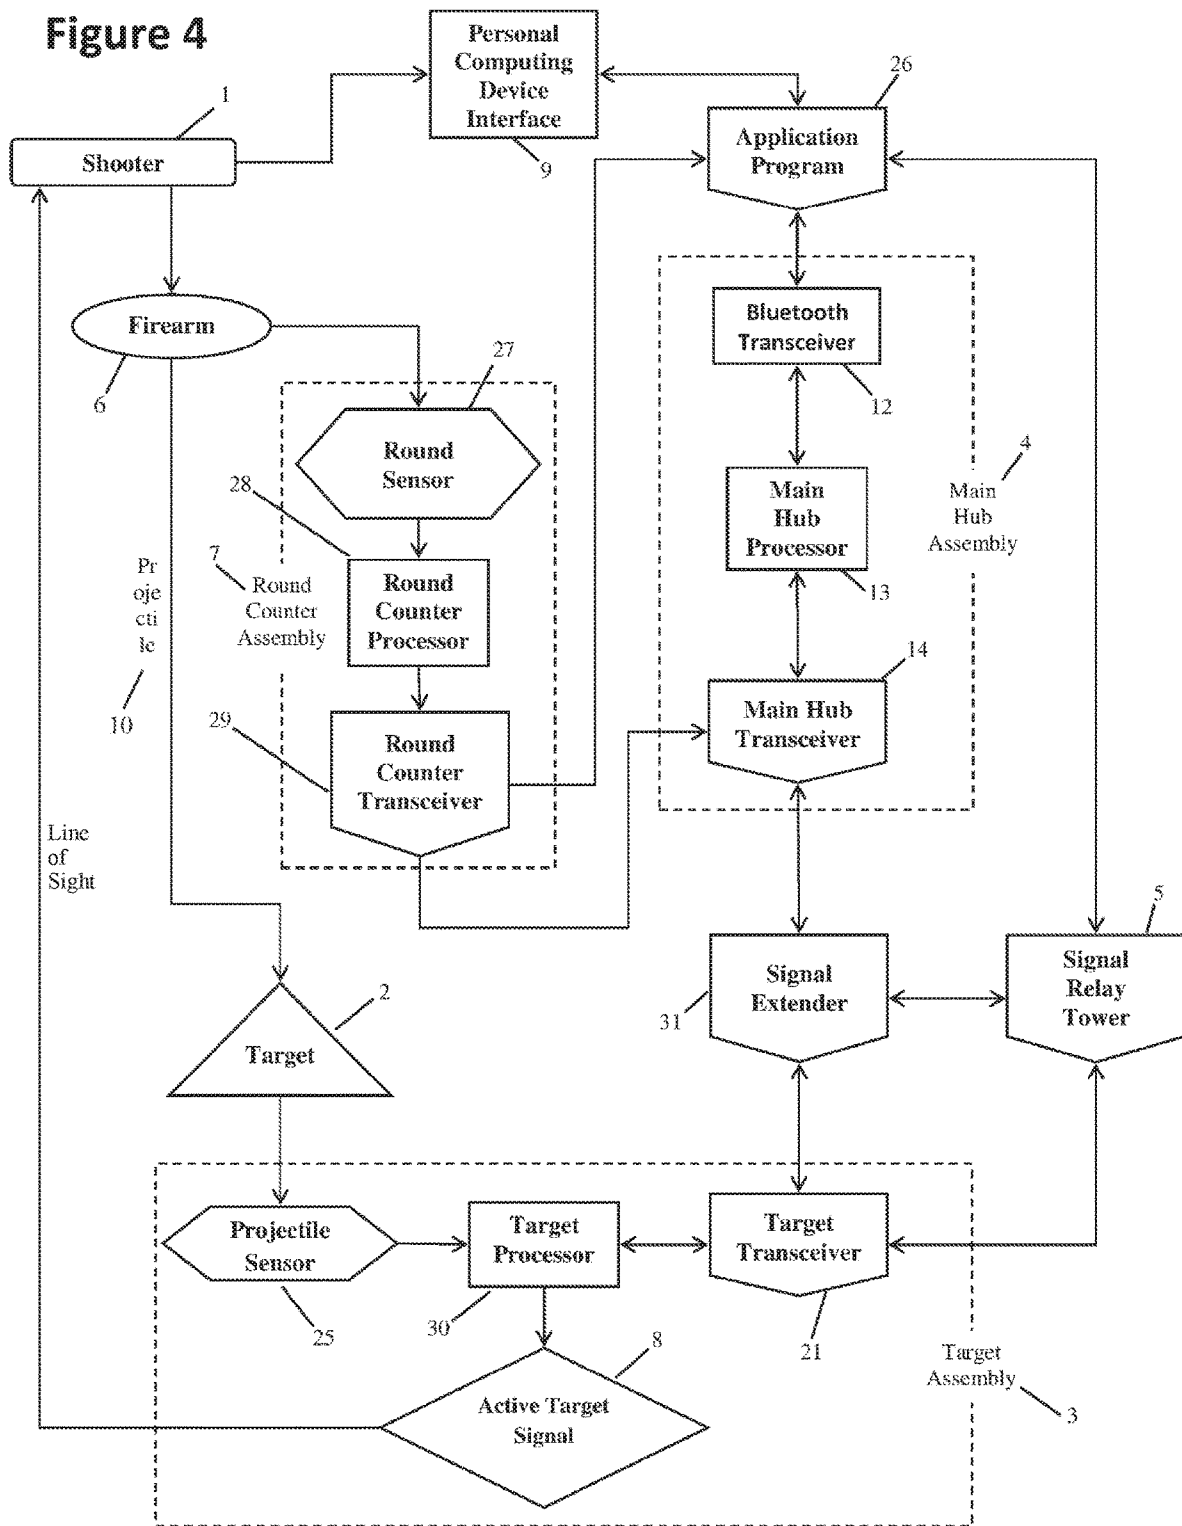 Figure 4
Personal
Computing
Device
Interface
9
26
Application
Program
1
Shooter
Firearm
6
27
Round
Sensor
28
Round
Counter
Processor
7
Round
Counter
Assembly
29
Round
Counter
Transceiver
Pr
oje
cti
le
10
Line
of
Sight
Bluetooth
Transceiver
12
Main
Hub
Processor
13
4
Main
Hub
Assembly
14
Main Hub
Transceiver
Signal
Extender
31
5
Signal
Relay
Tower
2
Target
Projectile
Sensor
25
Target
Processor
30
Target
Transceiver
21
8
Active Target
Signal
Target
Assembly
3